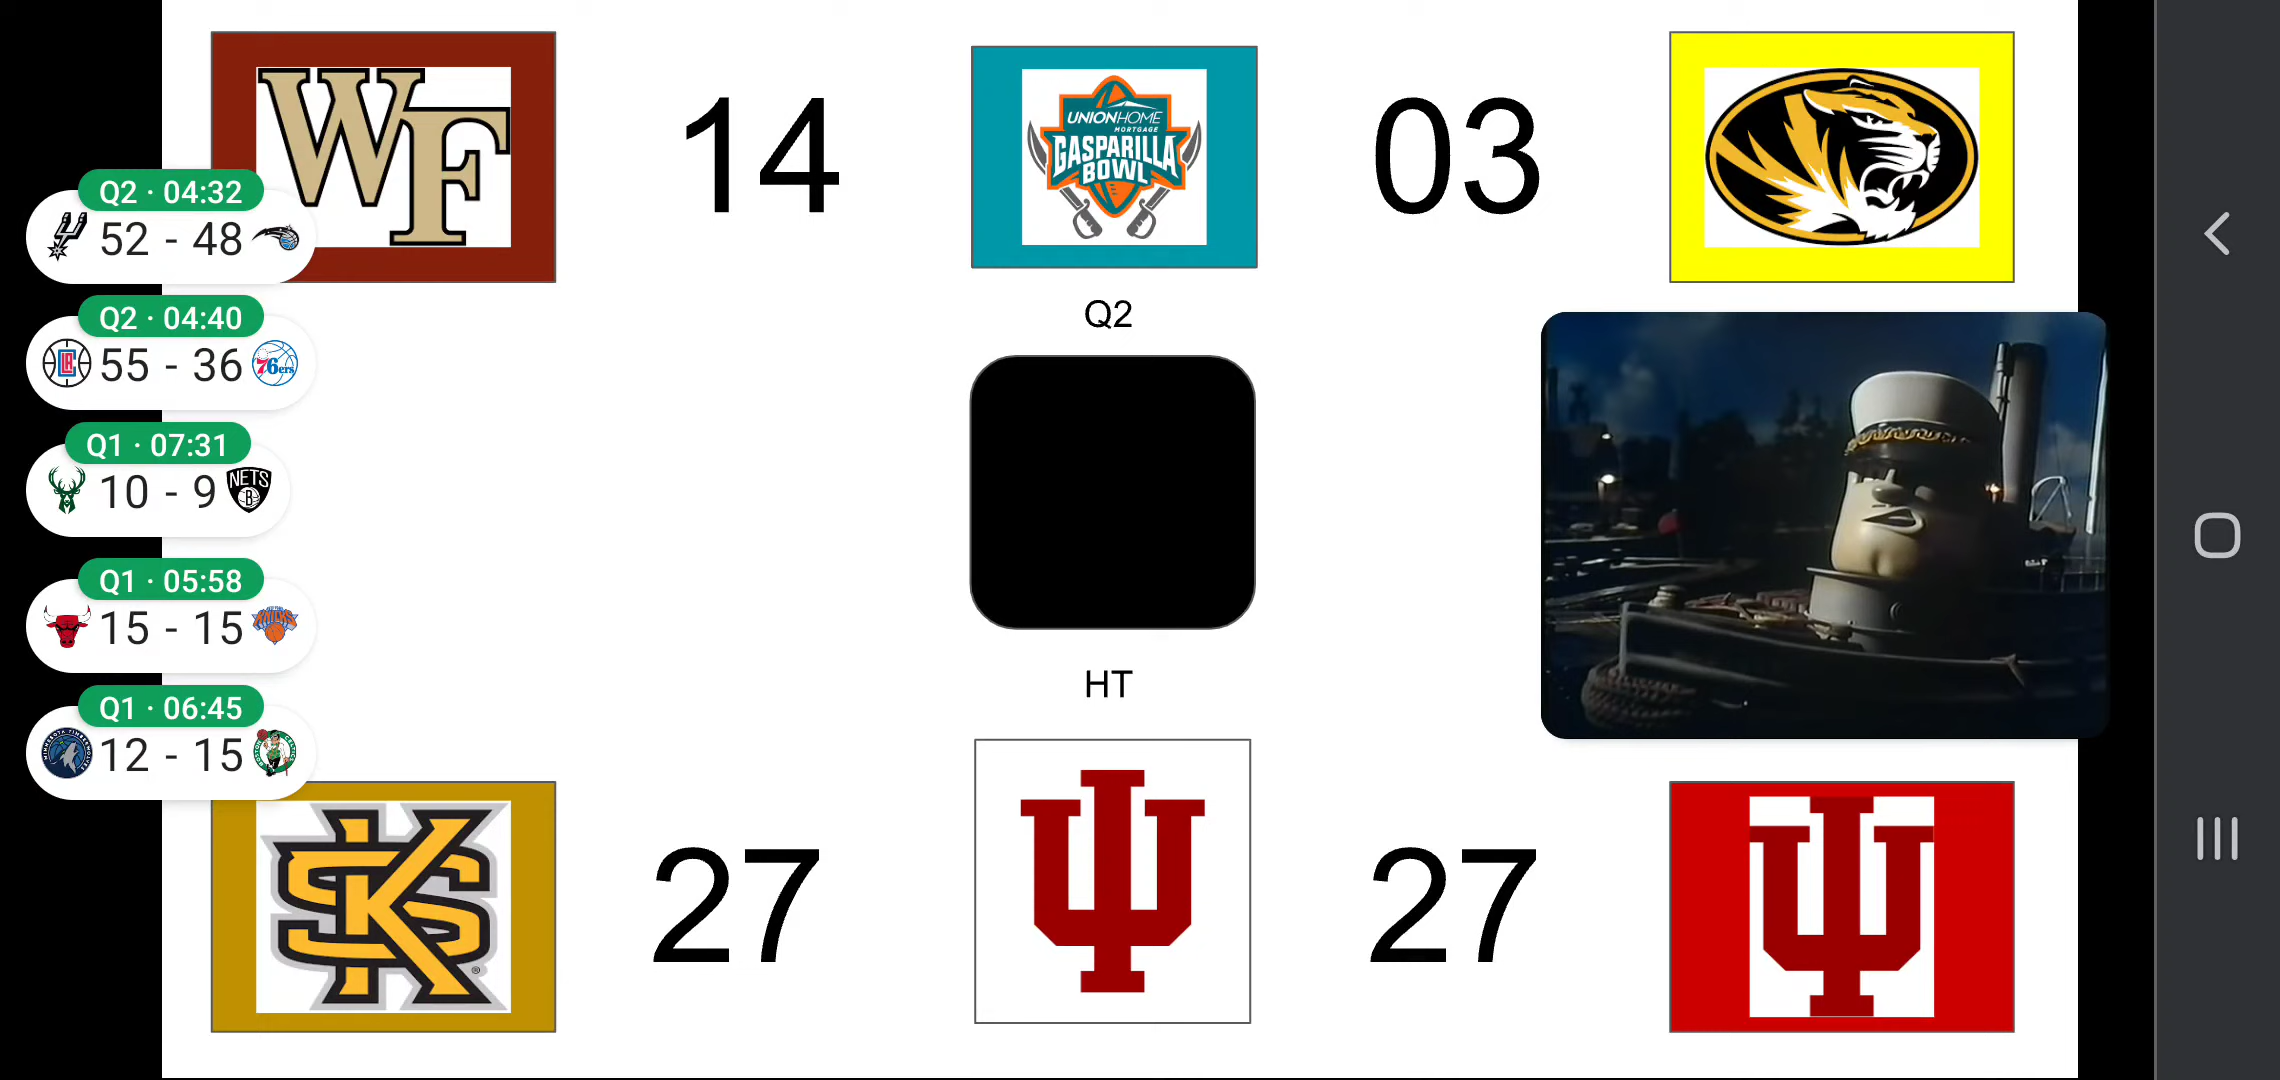 WF
14
UNIONHOME
MORTGAGE
GASPARILLA
BOWL
03
Q2 · 04:32
52 - 48
Q2
Q2 · 04:40
55 - 36
76ers
Q1 · 07:31
10 - 9
NETS
B
Q1 · 05:58
15 - 15
KNICKS
HT
Q1 · 06:45
12 - 15
KS
27
27